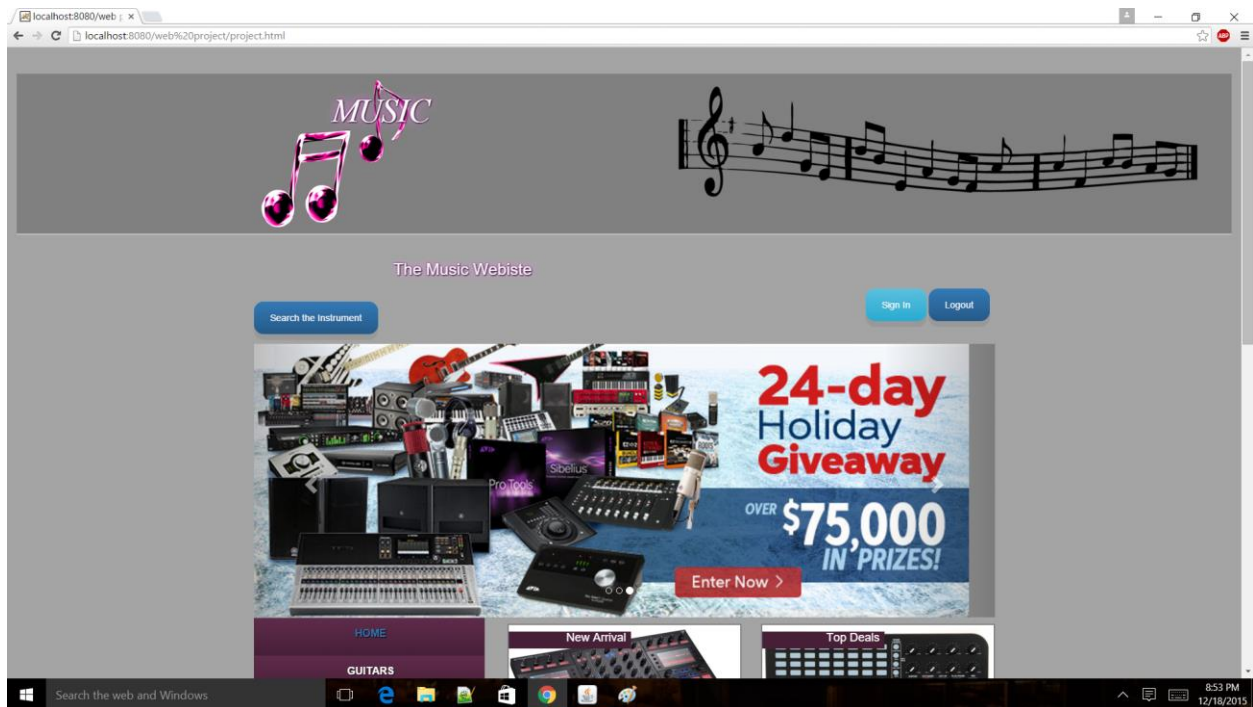 localhost:8080/web p
localhost:8080/web%20project/project.html
ABP
MUSIC
The Music Webiste
Sign In
Logout
Search the Instrument
24-day
Holiday
Giveaway
OVER $75,000
IN PRIZES!
Enter Now >
Sibelius
Pro Tools
HOME
New Arrival
Top Deals
GUITARS
Search the web and Windows
8:53 PM
12/18/2015